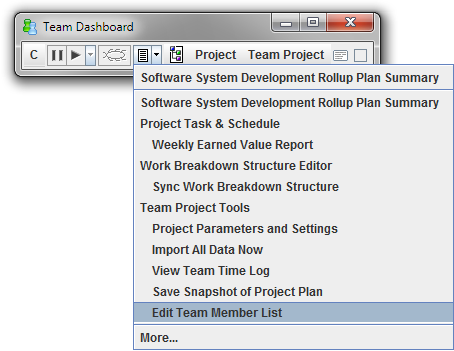 Team Dashboard
C Project Team Project
Software System Development Rollup Plan Summary
Software System Development Rollup Plan Summary
Project Task & Schedule
Weekly Earned Value Report
Work Breakdown Structure Editor
Sync Work Breakdown Structure
Team Project Tools
Project Parameters and Settings
Import All Data Now
View Team Time Log
Save Snapshot of Project Plan
Edit Team Member List
More...